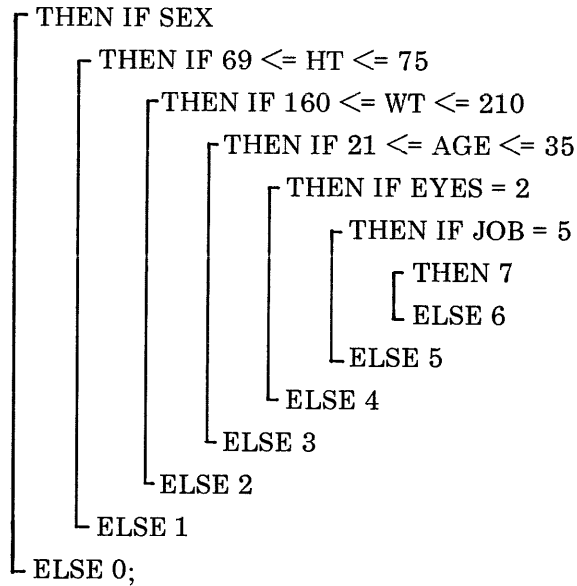 THEN IF SEX
THEN IF 69 <= HT <= 75
THEN IF 160 <= WT <= 210
THEN IF 21 <= AGE <= 35
THEN IF EYES = 2
THEN IF JOB = 5
THEN 7
ELSE 6
ELSE 5
ELSE 4
ELSE 3
ELSE 2
ELSE 1
ELSE 0;